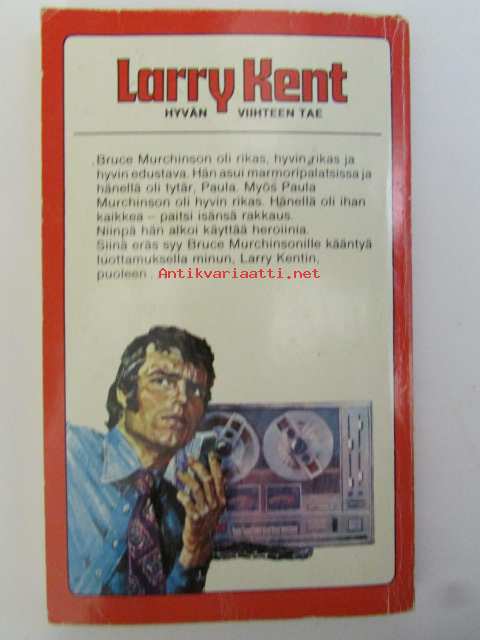 Larry Kent
HYVÄN VIIHTEEN TAE
Bruce Murchinson oli rikas, hyvin rikas ja
hyvin edustava. Hän asui marmoripalatsissa ja
hänellä oli tytär, Paula. Myös Paula
Murchinson oli hyvin rikas. Hänellä oli ihan
kaikkea – paitsi isänsä rakkaus.
Niinpä hän alkoi käyttää heroiinia.
Siinä eräs syy Bruce Murchinsonille kääntyä
luottamuksella minun, Larry Kentin,
puoleen . Antikvariaatti.net